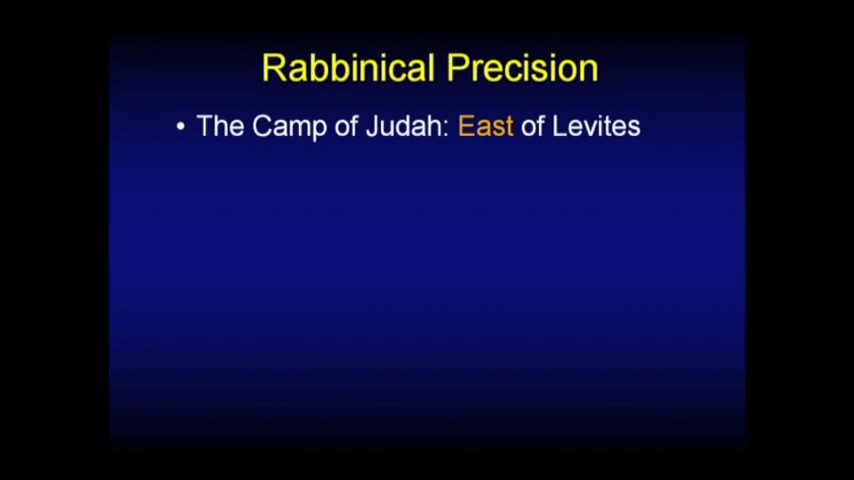 Rabbinical Precision
• The Camp of Judah: East of Levites